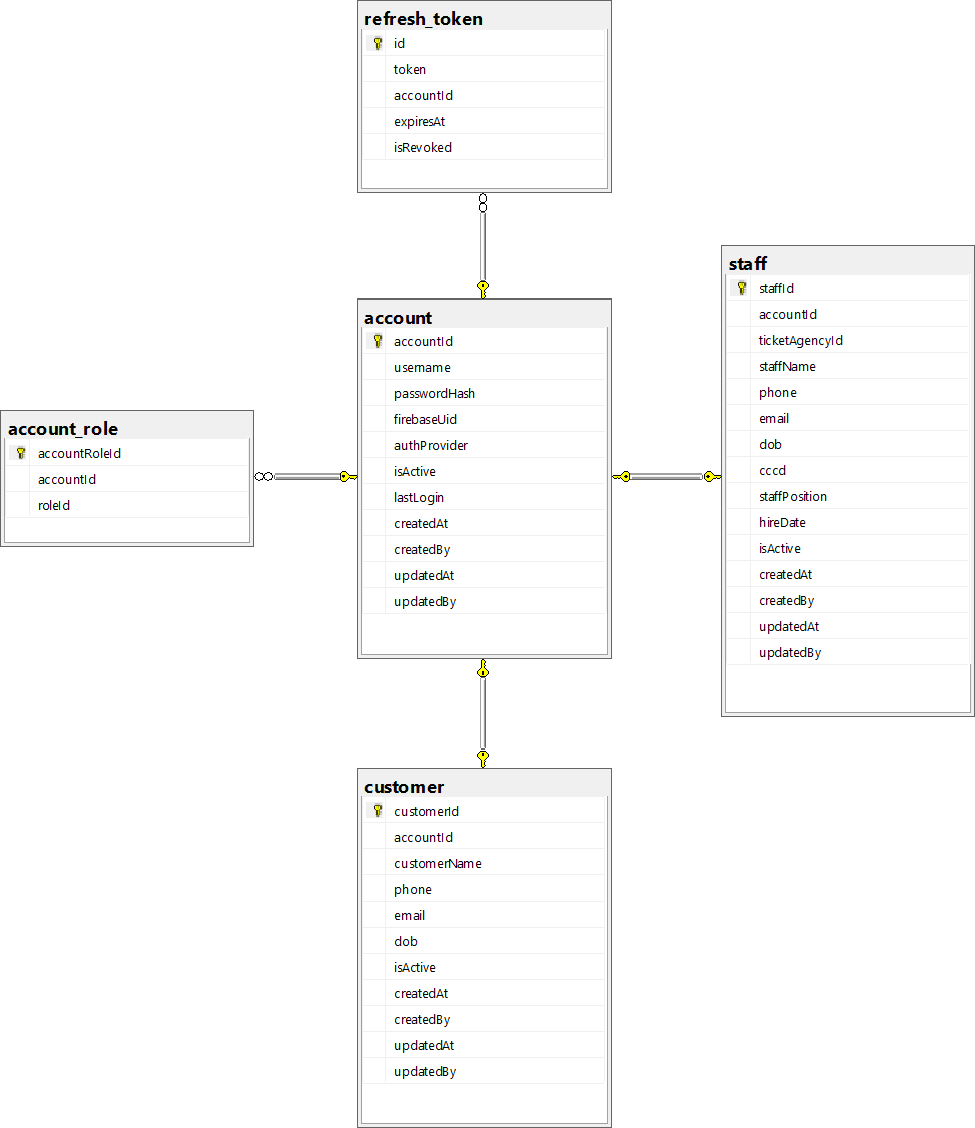 refresh_token
id
token
accountId
expiresAt
isRevoked
account
accountId
username
passwordHash
firebaseUid
authProvider
isActive
lastLogin
createdAt
createdBy
updatedAt
updatedBy
account_role
accountRoleId
accountId
roleId
staff
staffId
accountId
ticketAgencyId
staffName
phone
email
dob
cccd
staffPosition
hireDate
isActive
createdAt
createdBy
updatedAt
updatedBy
customer
customerId
accountId
customerName
phone
email
dob
isActive
createdAt
createdBy
updatedAt
updatedBy